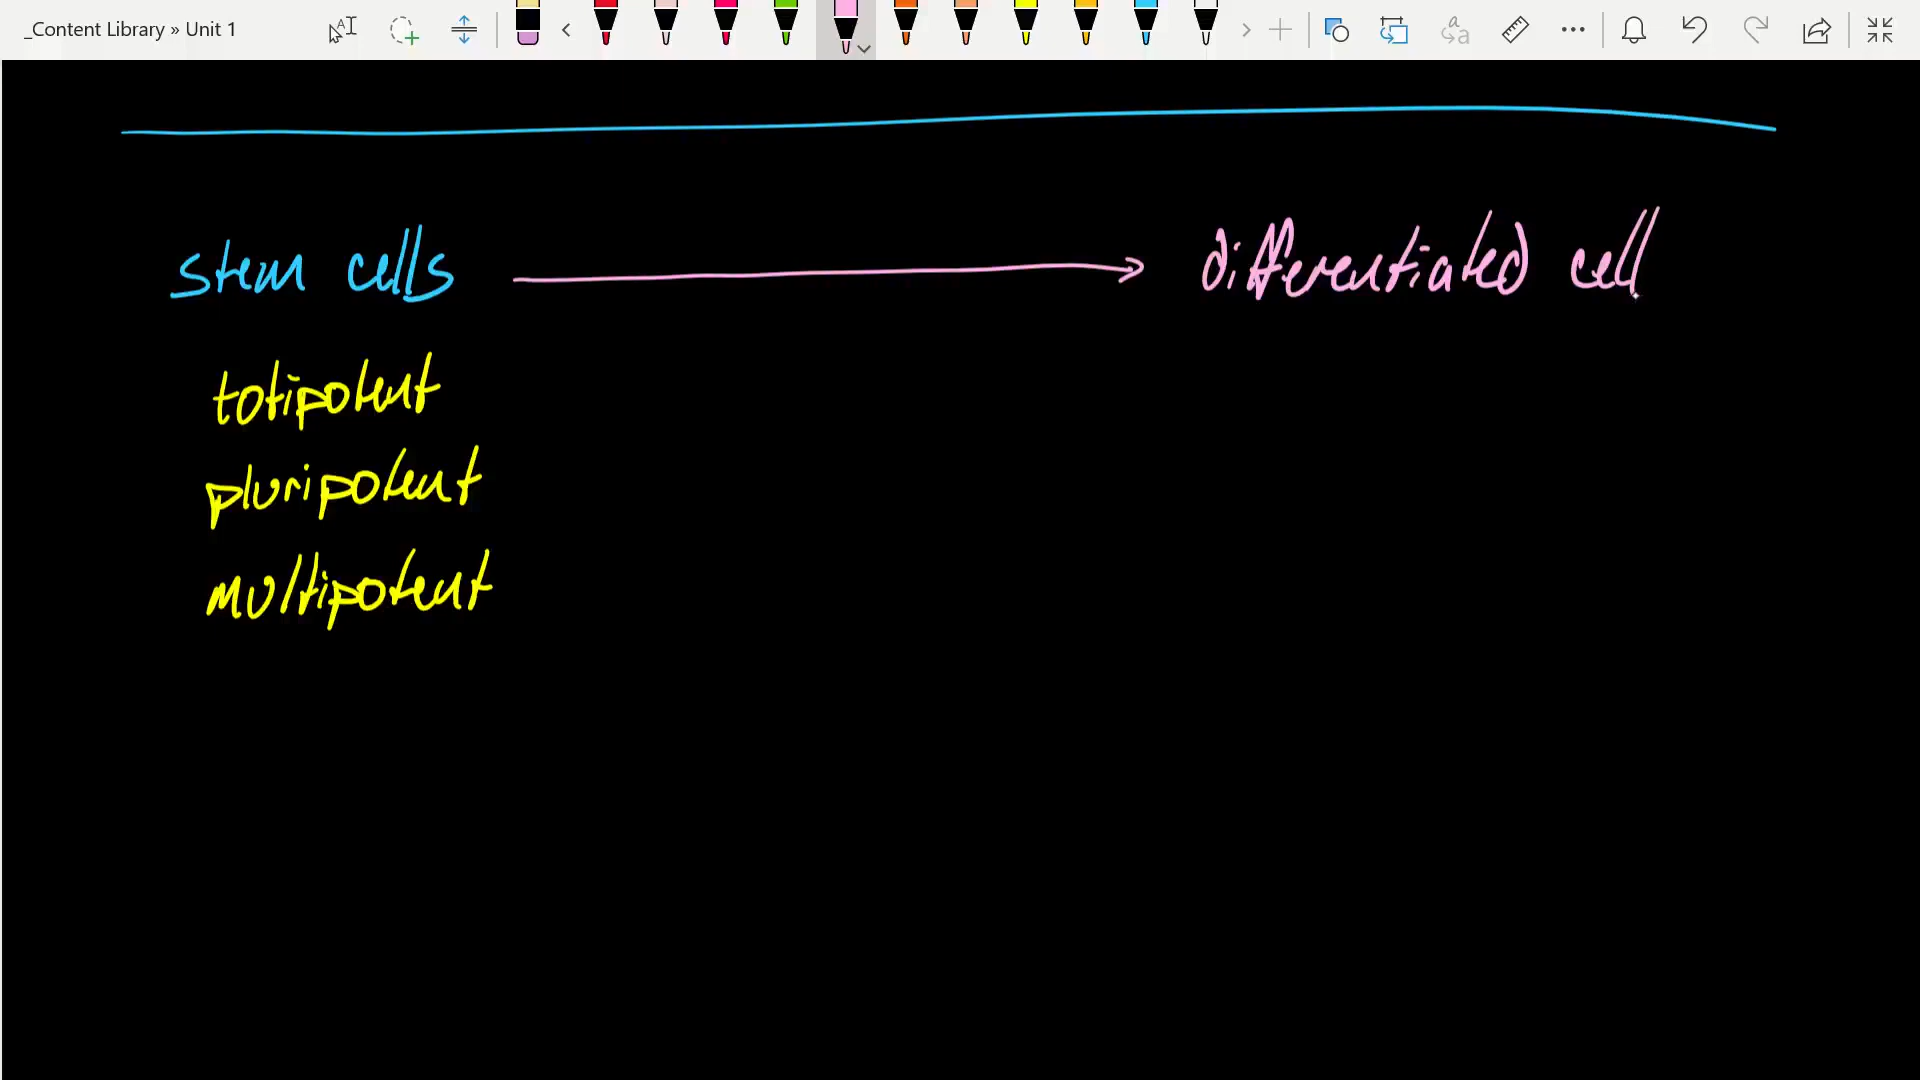 _Content Library » Unit 1
stem cells → differentiated cell
totipotent
pluripotent
multipotent